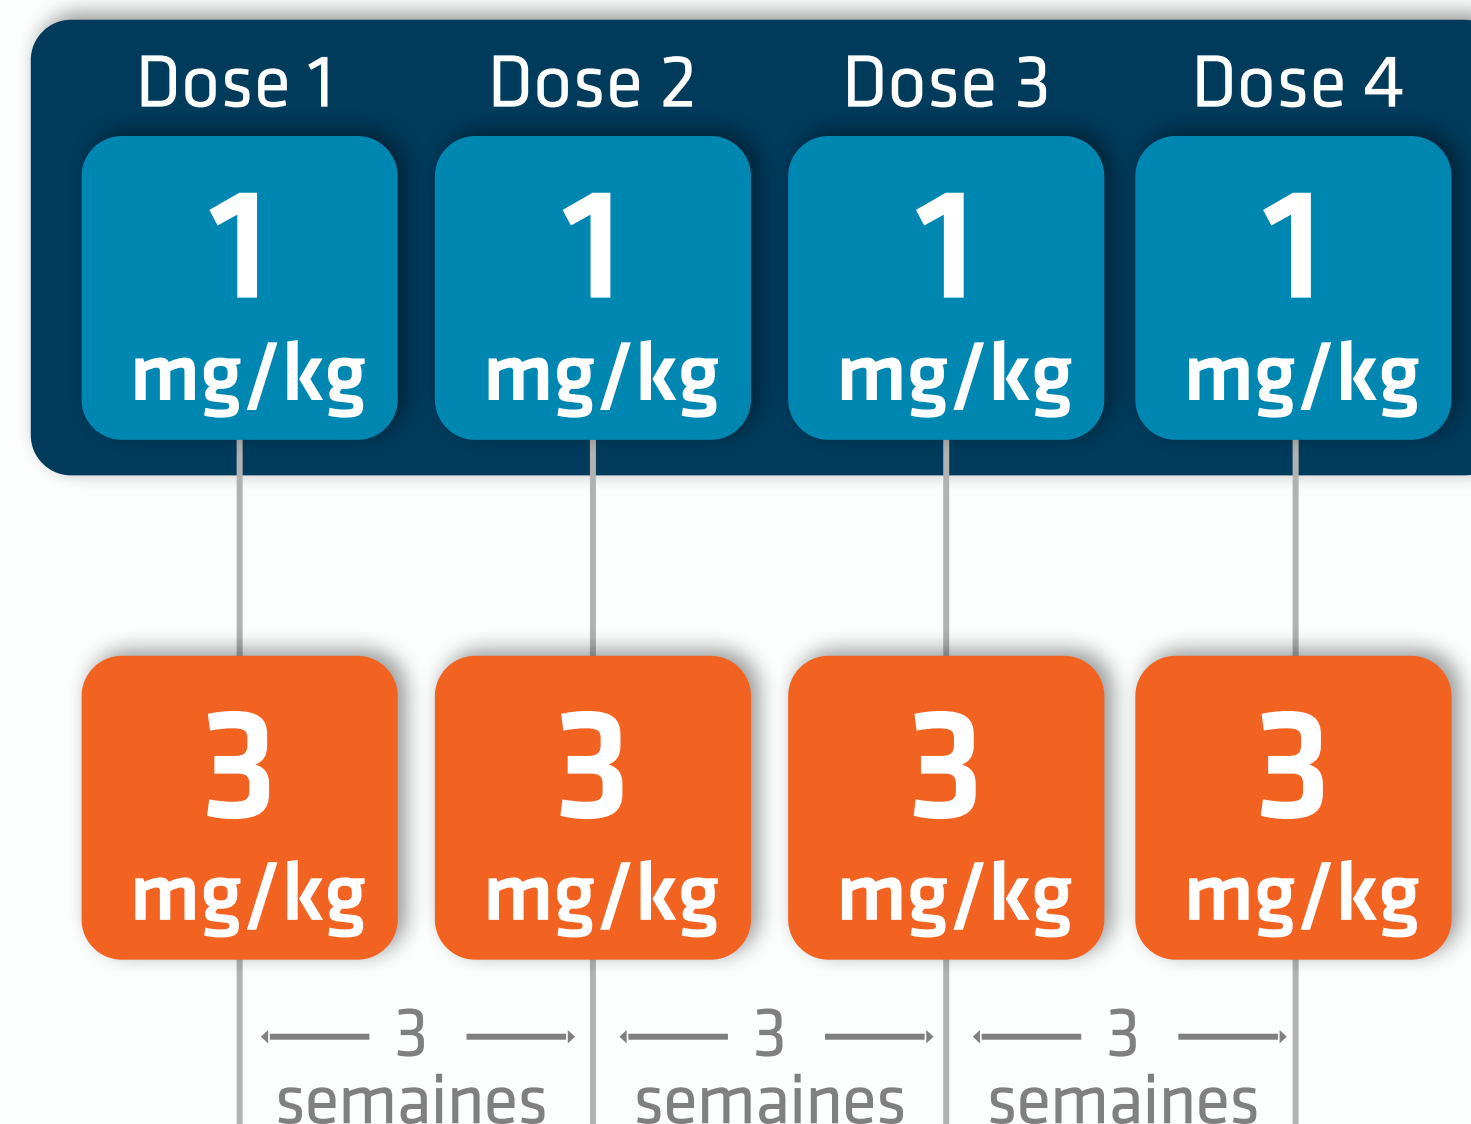 Dose 1 Dose 2 Dose 3 Dose 4
1 1 1 1
mg/kg mg/kg mg/kg mg/kg
3 3 3 3
mg/kg mg/kg mg/kg mg/kg
3 3 3
semaines semaines semaines